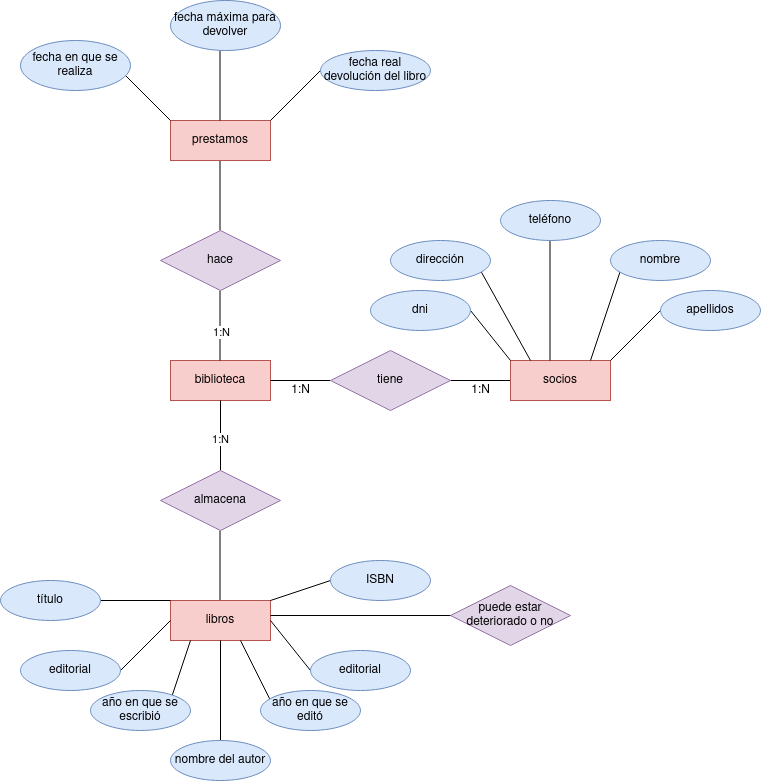 fecha máxima para
devolver
fecha en que se
realiza
fecha real
devolución del libro
prestamos
hace
1:N
teléfono
dirección
nombre
dni
apellidos
biblioteca
1:N
tiene
1:N
socios
1:N
almacena
ISBN
título
libros
puede estar
deteriorado o no
editorial
editorial
año en que se
escribió
año en que se
editó
nombre del autor